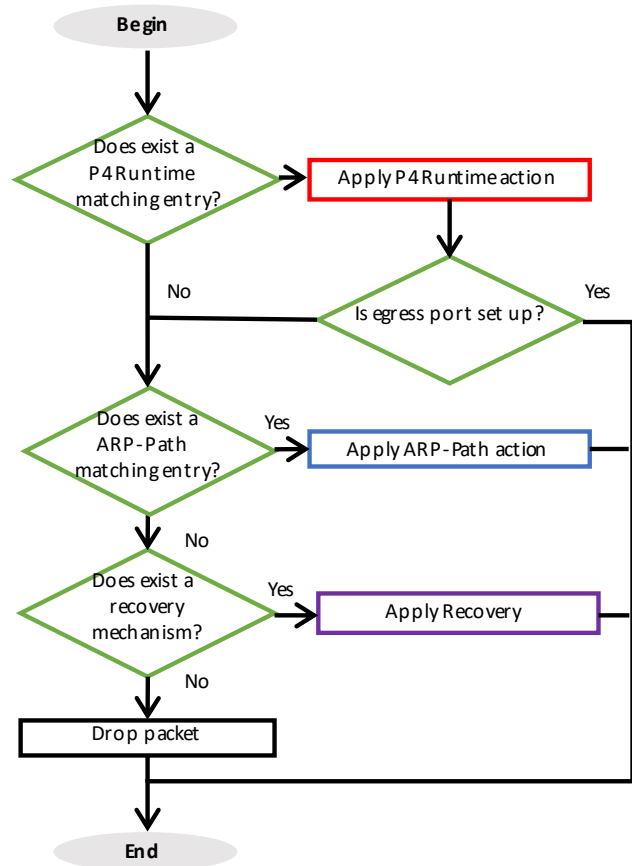 Begin
Does exist a
P4Runtime
matching entry?
Apply P4Runtime action
No
Is egress port set up?
Yes
Does exist a
ARP-Path
matching entry?
Yes
Apply ARP-Path action
No
Does exist a
recovery
mechanism?
Yes
Apply Recovery
No
Drop packet
End